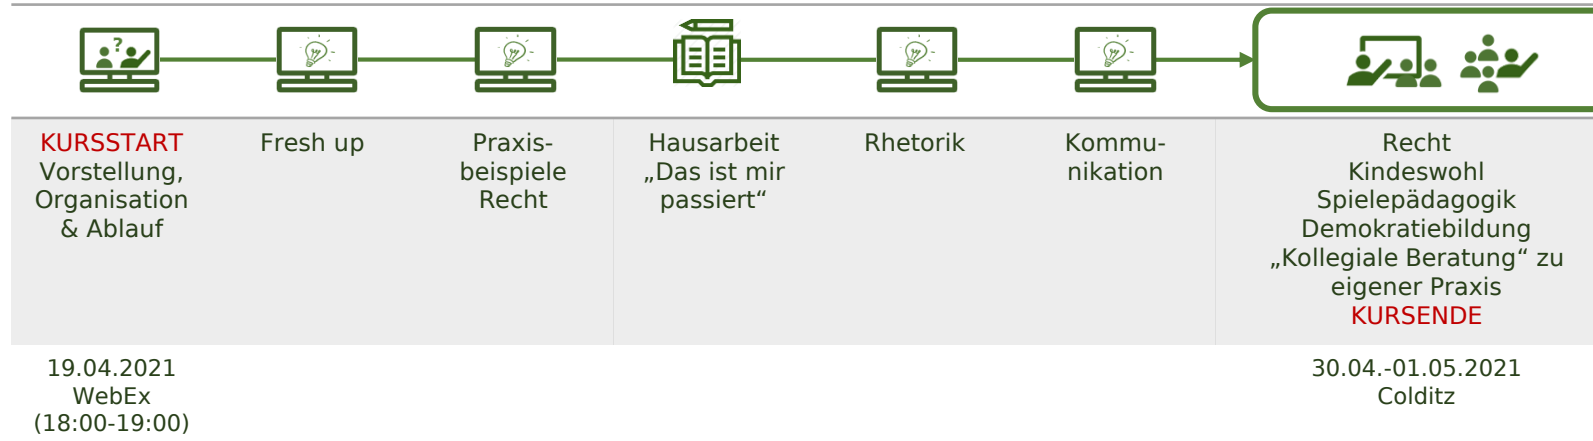 ?
KURSSTART
Vorstellung,
Organisation
& Ablauf
Fresh up
Praxis-
beispiele
Recht
Hausarbeit
„Das ist mir
passiert“
Rhetorik
Kommu-
nikation
Recht
Kindeswohl
Spielepädagogik
Demokratiebildung
„Kollegiale Beratung“ zu
eigener Praxis
KURSENDE
19.04.2021
WebEx
(18:00-19:00)
30.04.-01.05.2021
Colditz